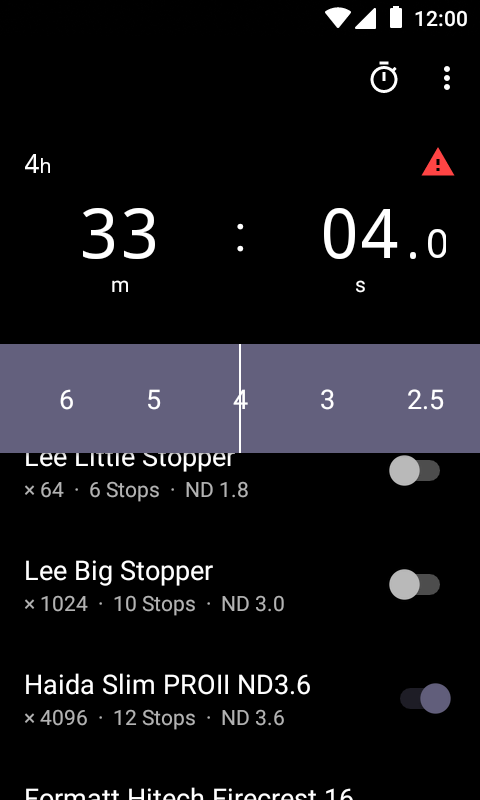 12:00
4h
33 : 04.0
m s
6 5 4 3 2.5
Lee Little Stopper
× 64 · 6 Stops · ND 1.8
Lee Big Stopper
× 1024 · 10 Stops · ND 3.0
Haida Slim PROII ND3.6
× 4096 · 12 Stops · ND 3.6
Formatt Hitech Firecrest 16